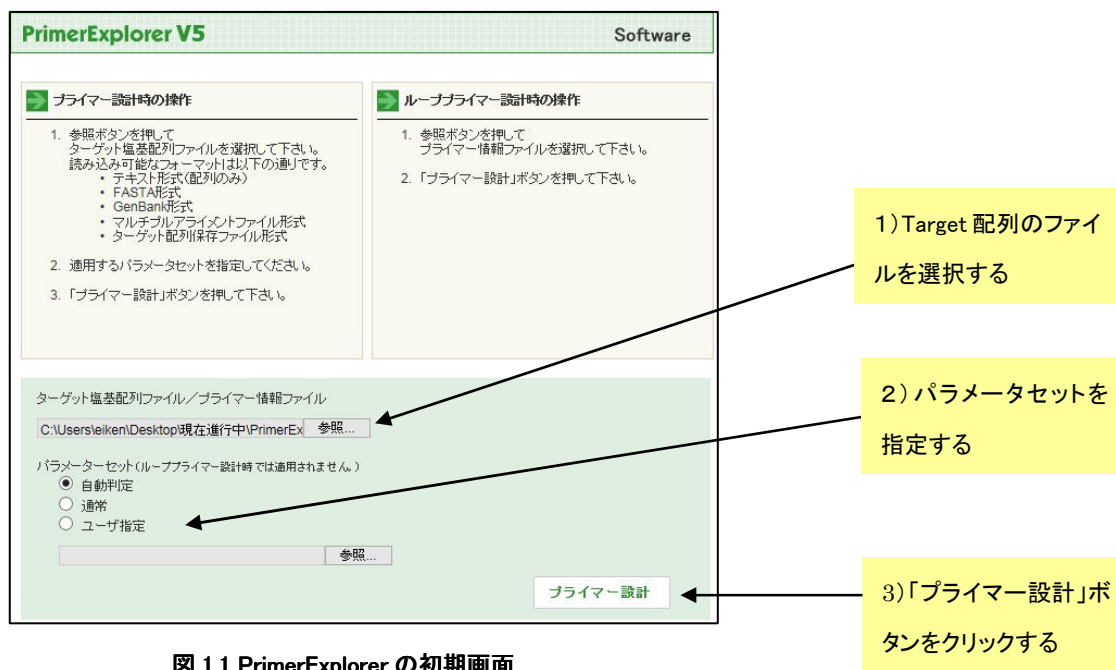 PrimerExplorer V5
Software
プライマー設計時の操作
1. 参照ボタンを押して
ターゲット塩基配列ファイルを選択して下さい。
読み込み可能なフォーマットは以下の通りです。
・ テキスト形式(配列のみ)
・ FASTA形式
・ GenBank形式
・ マルチプルアライメントファイル形式
・ ターゲット配列保存ファイル形式
2. 適用するパラメータセットを指定してください。
3. 「プライマー設計」ボタンを押して下さい。
ループプライマー設計時の操作
1. 参照ボタンを押して
プライマー情報ファイルを選択して下さい。
2. 「プライマー設計」ボタンを押して下さい。
ターゲット塩基配列ファイル／プライマー情報ファイル
C:\Users\eiken\Desktop\現在進行中\PrimerEx 参照...
パラメーターセット(ループプライマー設計時では適用されません。)
自動判定
通常
ユーザ指定
参照...
プライマー設計
1)Target 配列のファイ
ルを選択する
2)パラメータセットを
指定する
3)「プライマー設計」ボ
タンをクリックする
図 1.1 PrimerExplorer の初期画面